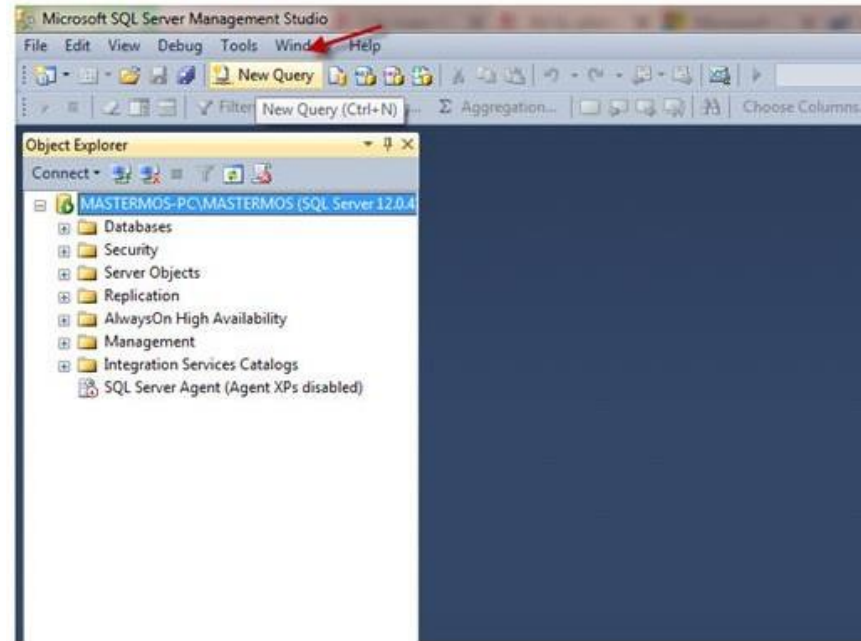 Microsoft SQL Server Management Studio
File Edit View Debug Tools Wind Help
New Query
Filter Aggregation... Choose Columns
New Query (Ctrl+N)
Object Explorer
Connect
MASTERMOS-PC\MASTERMOS (SQL Server 12.0.4
Databases
Security
Server Objects
Replication
AlwaysOn High Availability
Management
Integration Services Catalogs
SQL Server Agent (Agent XPs disabled)